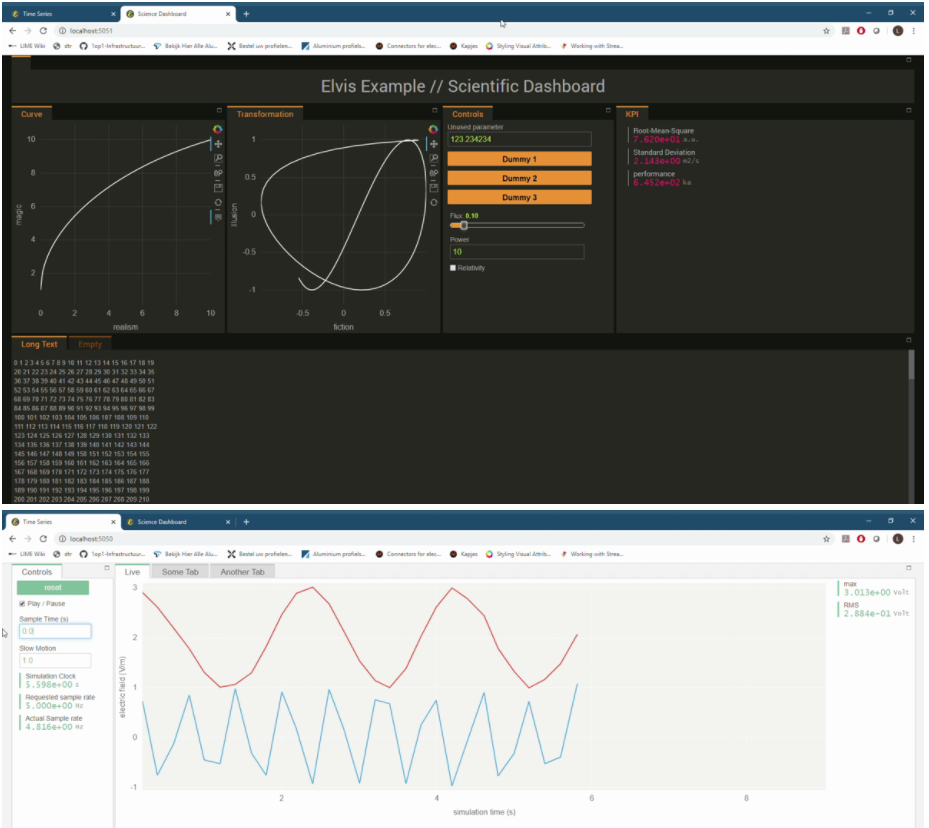 Time Series × Science Dashboard × +
localhost:5051
LIME Wiki str 1op1-Infrastructuur... Bekijk Hier Alle Alu... Bestel uw profielen... Aluminium profiels... Connectors for elec... Kapjes Styling Visual Attrib... Working with Strea...
Elvis Example // Scientific Dashboard
Curve
10
8
6
4
2
magic
0 2 4 6 8 10
realism
Transformation
1
0.5
0
-0.5
-1
illusion
-0.5 0 0.5
fiction
Controls
Unused parameter
123.234234
Dummy 1
Dummy 2
Dummy 3
Flux: 0.10
Power
10
Relativity
KPI
Root-Mean-Square
7.620e+01 a.u.
Standard Deviation
2.143e+00 m2/s
performance
6.452e+02 ka
Long Text Empty
0 1 2 3 4 5 6 7 8 9 10 11 12 13 14 15 16 17 18 19
20 21 22 23 24 25 26 27 28 29 30 31 32 33 34 35
36 37 38 39 40 41 42 43 44 45 46 47 48 49 50 51
52 53 54 55 56 57 58 59 60 61 62 63 64 65 66 67
68 69 70 71 72 73 74 75 76 77 78 79 80 81 82 83
84 85 86 87 88 89 90 91 92 93 94 95 96 97 98 99
100 101 102 103 104 105 106 107 108 109 110
111 112 113 114 115 116 117 118 119 120 121 122
123 124 125 126 127 128 129 130 131 132 133
134 135 136 137 138 139 140 141 142 143 144
145 146 147 148 149 150 151 152 153 154 155
156 157 158 159 160 161 162 163 164 165 166
167 168 169 170 171 172 173 174 175 176 177
178 179 180 181 182 183 184 185 186 187 188
189 190 191 192 193 194 195 196 197 198 199
200 201 202 203 204 205 206 207 208 209 210
Time Series × Science Dashboard × +
localhost:5050
LIME Wiki str 1op1-Infrastructuur... Bekijk Hier Alle Alu... Bestel uw profielen... Aluminium profiels... Connectors for elec... Kapjes Styling Visual Attrib... Working with Strea...
Controls
reset
Play / Pause
Sample Time (s)
0.0
Slow Motion
1.0
Simulation Clock
5.598e+00 s
Requested sample rate
5.000e+00 Hz
Actual Sample rate
4.816e+00 Hz
Live Some Tab Another Tab
3
2
1
0
-1
electric field (V/m)
2 4 6 8
simulation time (s)
max
3.013e+00 Volt
RMS
2.884e-01 Volt